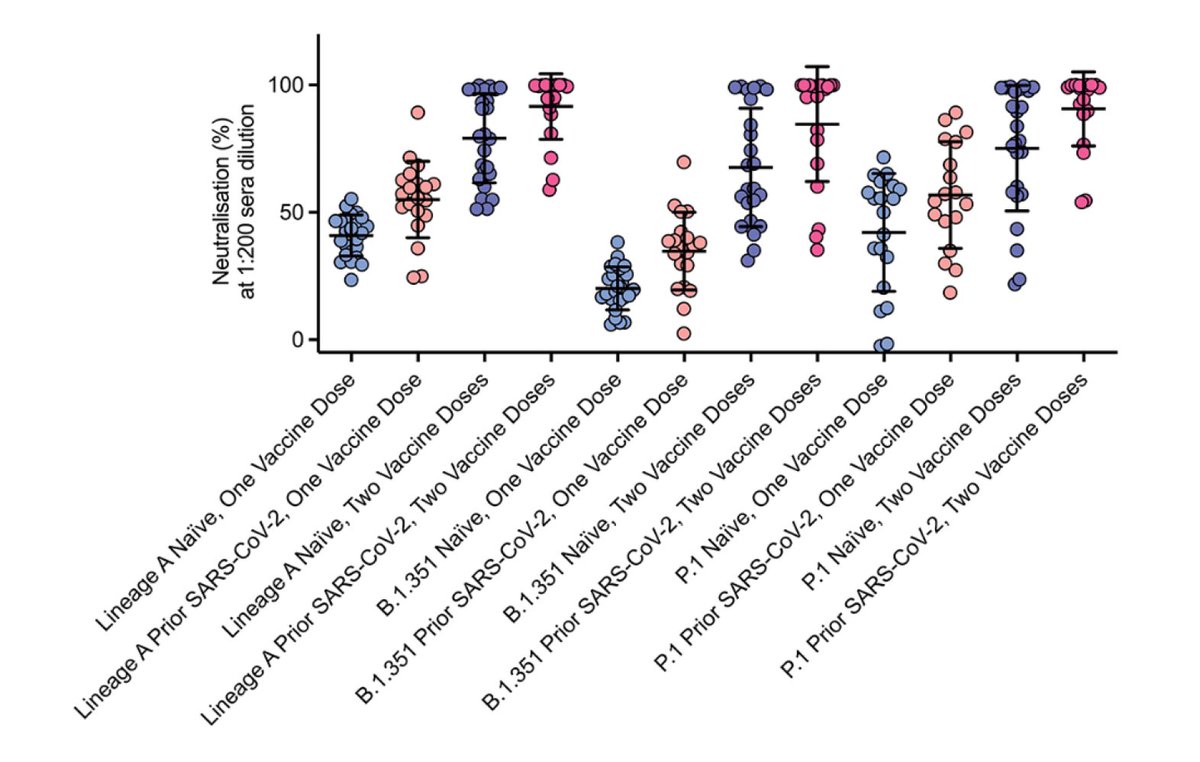 Neutralisation (%)
at 1:200 sera dilution
100
50
0
Lineage A Naïve, One Vaccine Dose
Lineage A Prior SARS-CoV-2, One Vaccine Dose
Lineage A Naïve, Two Vaccine Doses
Lineage A Prior SARS-CoV-2, Two Vaccine Doses
B.1.351 Naïve, One Vaccine Dose
B.1.351 Prior SARS-CoV-2, One Vaccine Dose
B.1.351 Naïve, Two Vaccine Doses
B.1.351 Prior SARS-CoV-2, Two Vaccine Doses
P.1 Naïve, One Vaccine Dose
P.1 Prior SARS-CoV-2, One Vaccine Dose
P.1 Naïve, Two Vaccine Doses
P.1 Prior SARS-CoV-2, Two Vaccine Doses